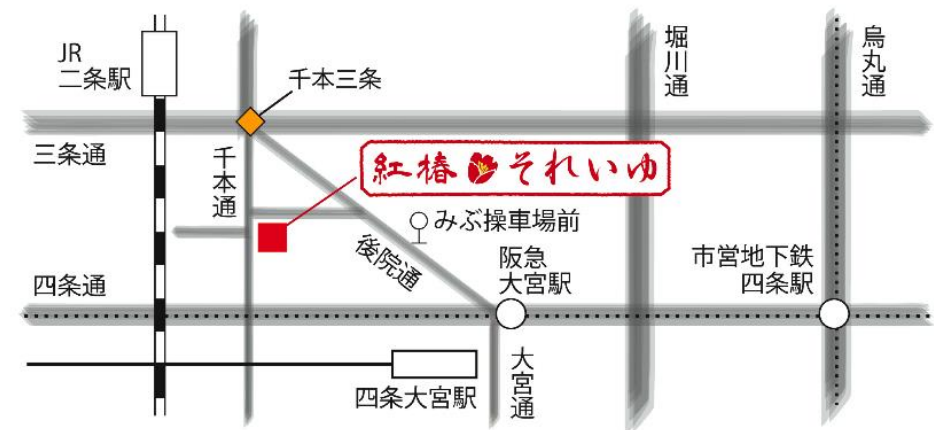 JR
二条駅
千本三条
堀川通
烏丸通
三条通
千本通
紅椿それいゆ
みぶ操車場前
後院通
阪急
大宮駅
市営地下鉄
四条駅
四条通
四条大宮駅
大宮通